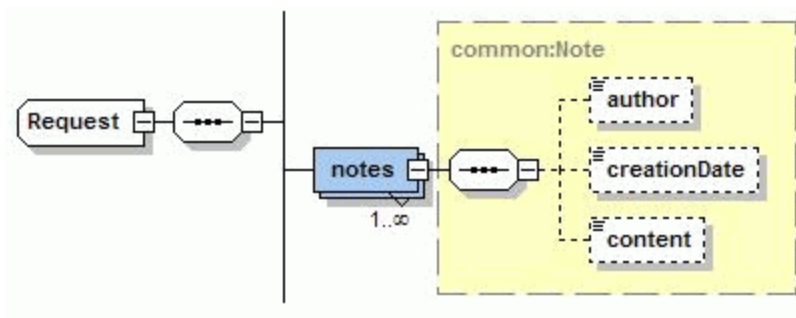 common:Note
author
Request
notes
creationDate
1..∞
content